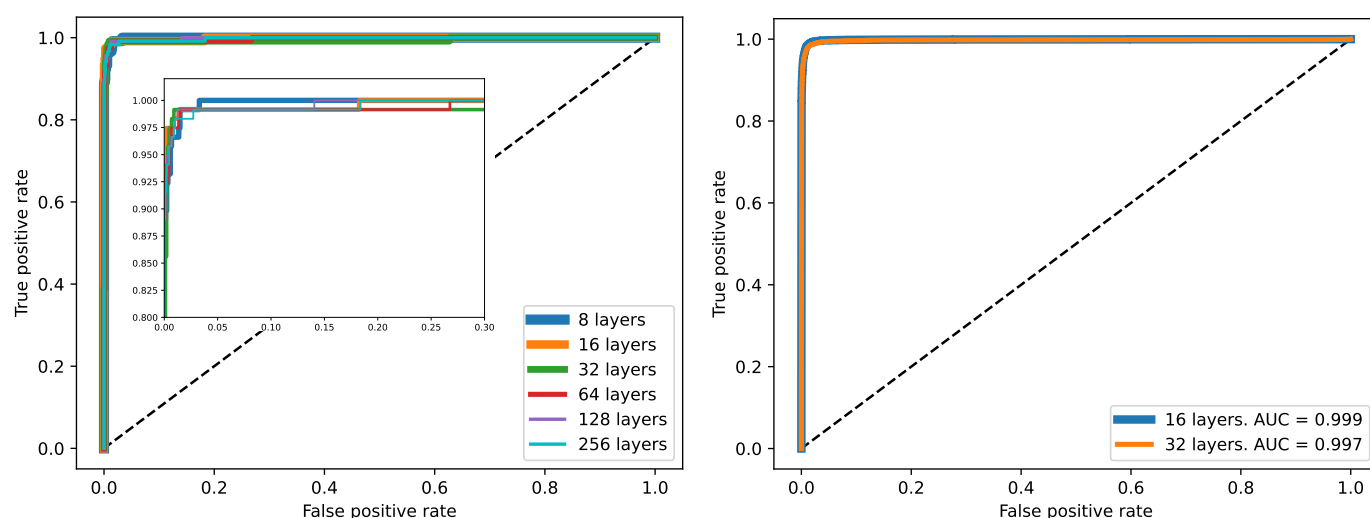 1.0
0.8
0.6
0.4
0.2
0.0
True positive rate
1.000
0.975
0.950
0.925
0.900
0.875
0.850
0.825
0.800
0.00 0.05 0.10 0.15 0.20 0.25 0.30
8 layers
16 layers
32 layers
64 layers
128 layers
256 layers
0.0 0.2 0.4 0.6 0.8 1.0
False positive rate
1.0
0.8
0.6
0.4
0.2
0.0
True positive rate
16 layers. AUC = 0.999
32 layers. AUC = 0.997
0.0 0.2 0.4 0.6 0.8 1.0
False positive rate